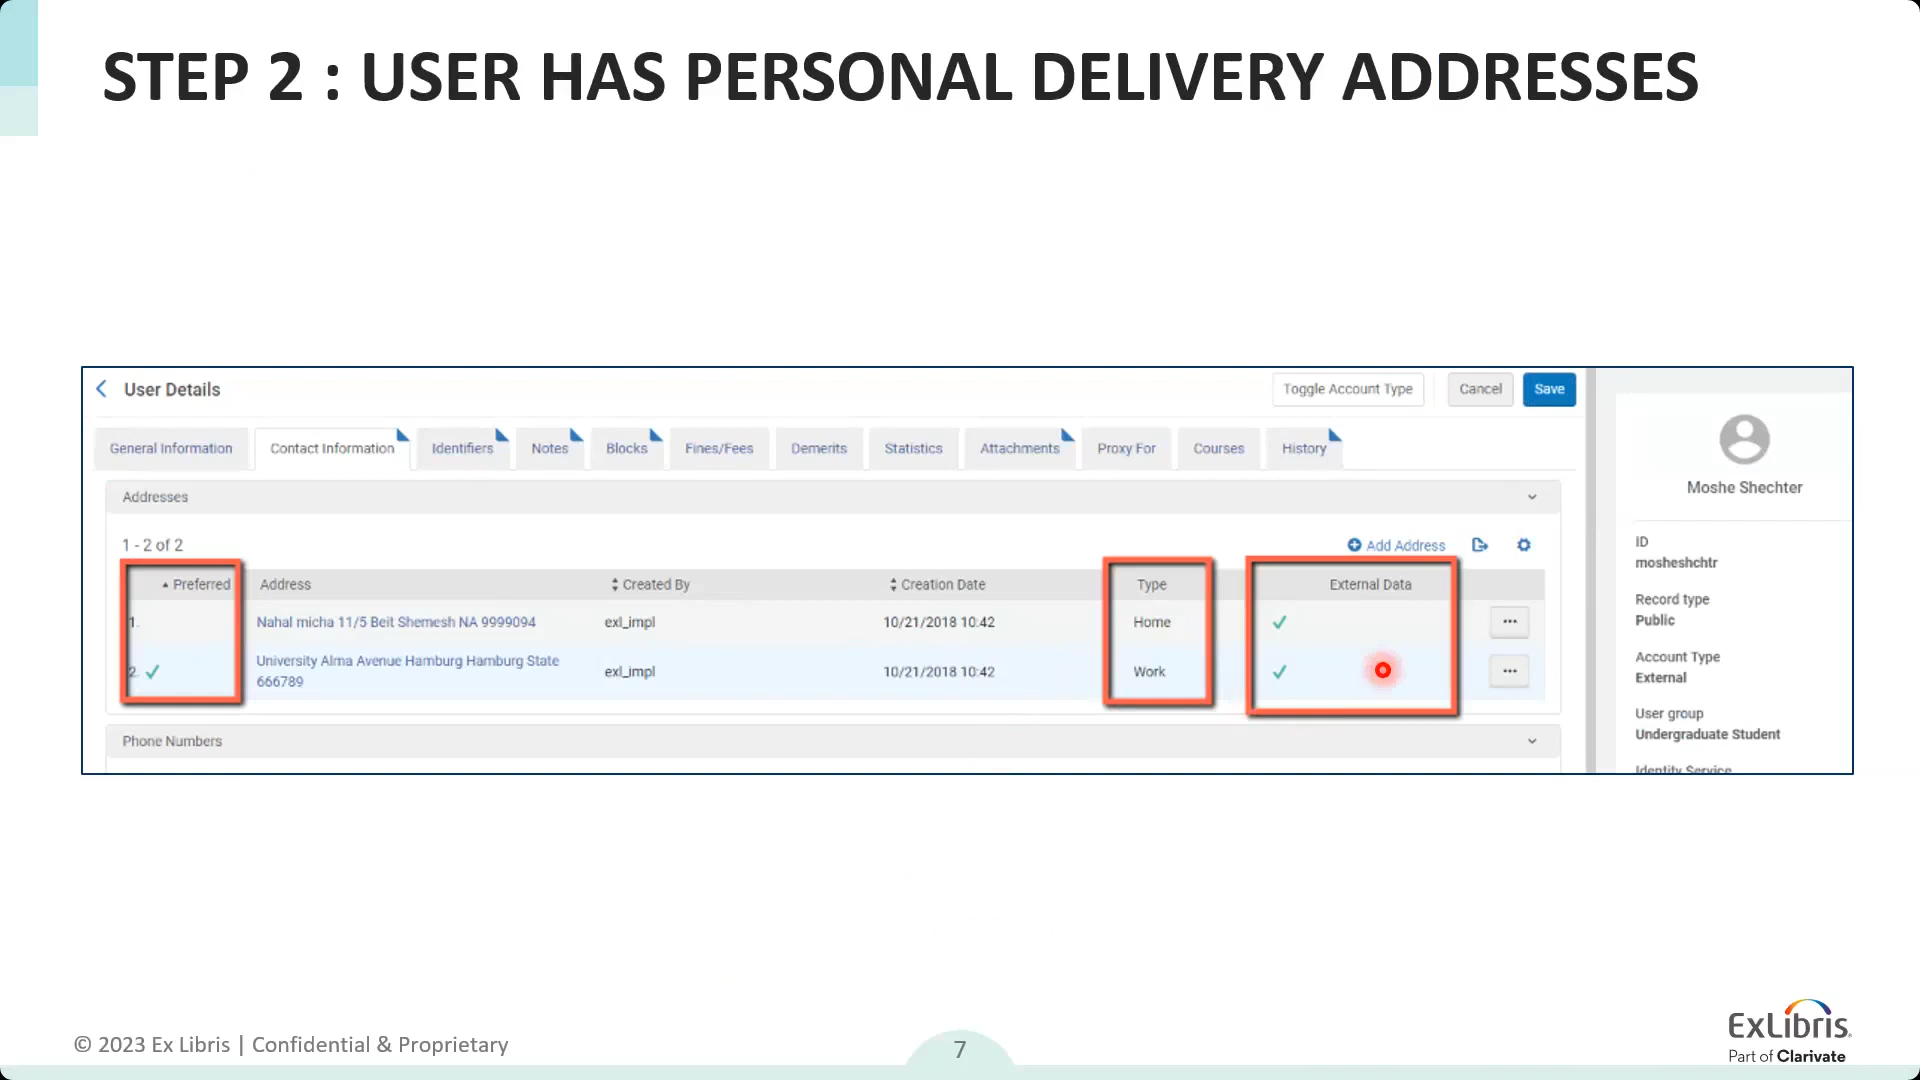 STEP 2 : USER HAS PERSONAL DELIVERY ADDRESSES
User Details
Toggle Account Type
Cancel
Save
General Information
Contact Information
Identifiers
Notes
Blocks
Fines/Fees
Demerits
Statistics
Attachments
Proxy For
Courses
History
Addresses
1 - 2 of 2
Add Address
Preferred
Address
Created By
Creation Date
Type
External Data
1.
Nahal micha 11/5 Beit Shemesh NA 9999094
exl_impl
10/21/2018 10:42
Home
2.
University Alma Avenue Hamburg Hamburg State
666789
exl_impl
10/21/2018 10:42
Work
Phone Numbers
Moshe Shechter
ID
mosheshchtr
Record type
Public
Account Type
External
User group
Undergraduate Student
Identity Service
© 2023 Ex Libris | Confidential & Proprietary
7
ExLibris.
Part of Clarivate